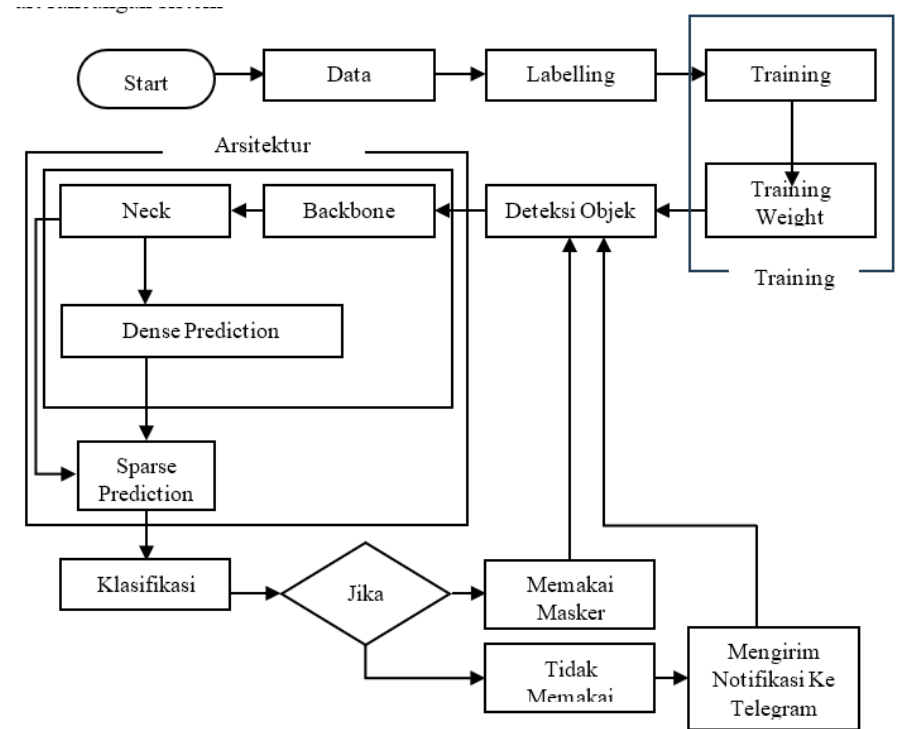 Start
Data
Labelling
Training
Arsitektur
Neck
Backbone
Deteksi Objek
Training
Weight
Training
Dense Prediction
Sparse
Prediction
Klasifikasi
Jika
Memakai
Masker
Tidak
Memakai
Mengirim
Notifikasi Ke
Telegram